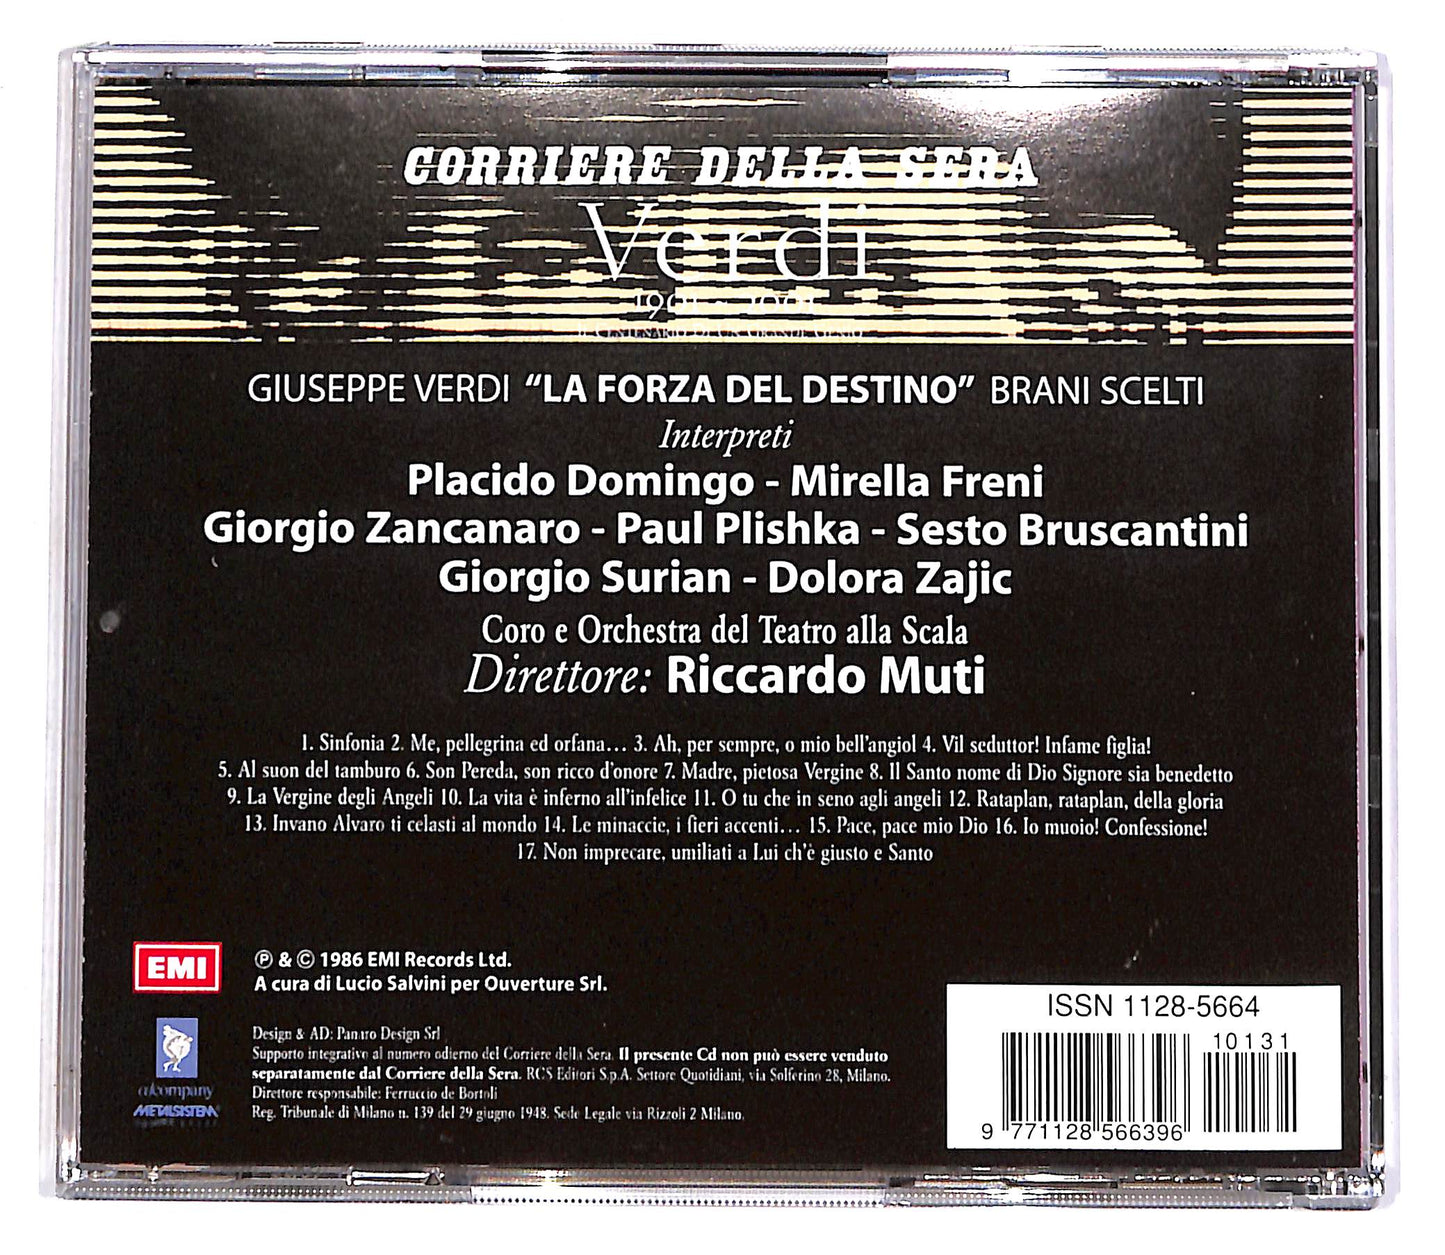 CORRIERE DELLA SERA
Verdi
1901 ~ 2001
IL CENTENARIO DI UN GRANDE GENIO
GIUSEPPE VERDI "LA FORZA DEL DESTINO" BRANI SCELTI
Interpreti
Placido Domingo - Mirella Freni
Giorgio Zancanaro - Paul Plishka - Sesto Bruscantini
Giorgio Surian - Dolora Zajic
Coro e Orchestra del Teatro alla Scala
Direttore: Riccardo Muti
1. Sinfonia 2. Me, pellegrina ed orfana... 3. Ah, per sempre, o mio bell'angiol 4. Vil seduttor! Infame figlia!
5. Al suon del tamburo 6. Son Pereda, son ricco d'onore 7. Madre, pietosa Vergine 8. Il Santo nome di Dio Signore sia benedetto
9. La Vergine degli Angeli 10. La vita è inferno all'infelice 11. O tu che in seno agli angeli 12. Rataplan, rataplan, della gloria
13. Invano Alvaro ti celasti al mondo 14. Le minaccie, i fieri accenti... 15. Pace, pace mio Dio 16. Io muoio! Confessione!
17. Non imprecare, umiliati a Lui ch'è giusto e Santo
EMI
℗ & © 1986 EMI Records Ltd.
A cura di Lucio Salvini per Ouverture Srl.
Design & AD: Panaro Design Srl
Supporto integrativo al numero odierno del Corriere della Sera. Il presente Cd non può essere venduto
separatamente dal Corriere della Sera. RCS Editori S.p.A. Settore Quotidiani, via Solferino 28, Milano.
Direttore responsabile: Ferruccio de Bortoli
Reg. Tribunale di Milano n. 139 del 29 giugno 1948. Sede Legale via Rizzoli 2 Milano.
cdcompany
METALSISTEM
ISSN 1128-5664
10131
9 771128 566396